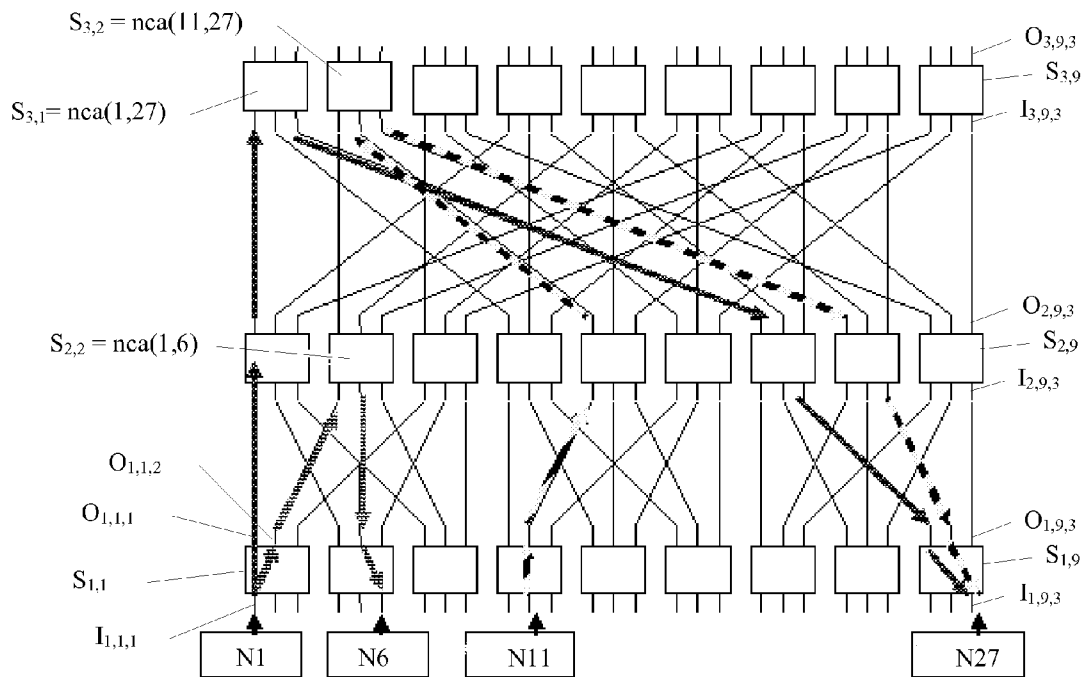 S3,2 = nca(11,27)
O3,9,3
S3,9
S3,1= nca(1,27)
I3,9,3
O2,9,3
S2,2 = nca(1,6)
S2,9
I2,9,3
O1,1,2
O1,1,1
O1,9,3
S1,1
S1,9
I1,1,1
I1,9,3
N1
N6
N11
N27